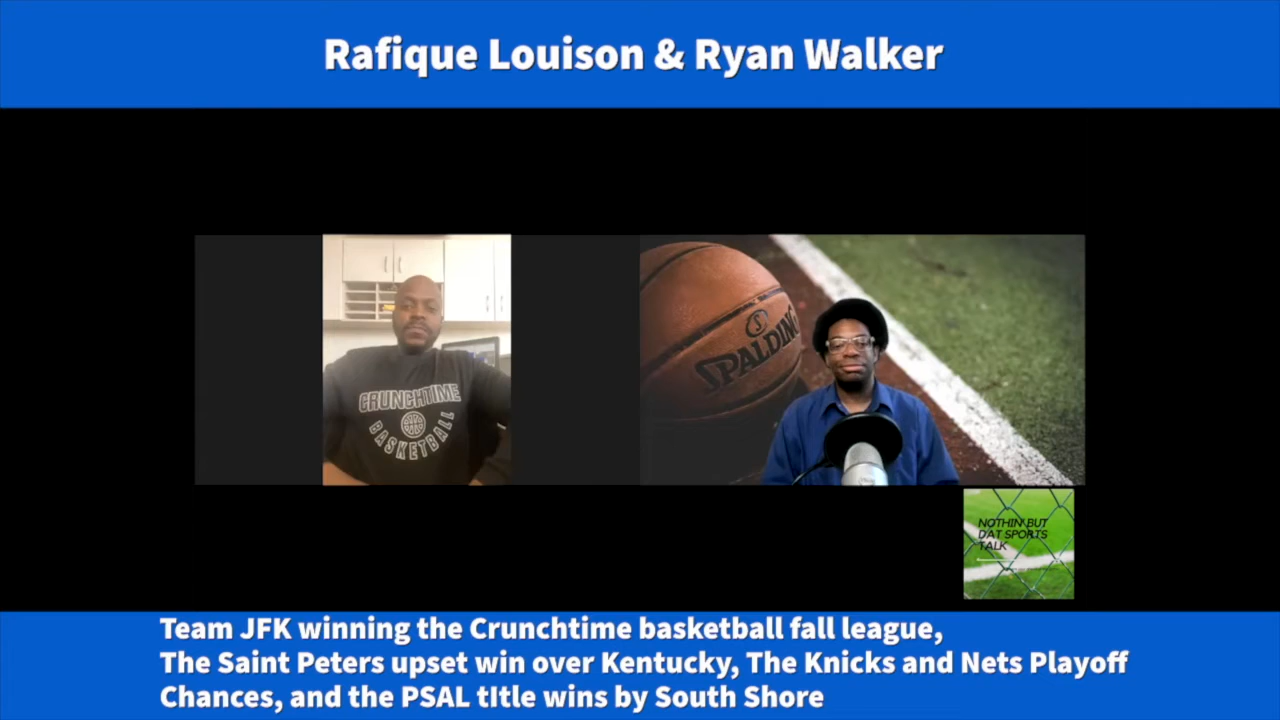 Rafique Louison & Ryan Walker
CRUNCHTIME
BASKETBALL
SPALDING
NOTHIN' BUT
DAT SPORTS
TALK
Team JFK winning the Crunchtime basketball fall league,
The Saint Peters upset win over Kentucky, The Knicks and Nets Playoff
Chances, and the PSAL tItle wins by South Shore